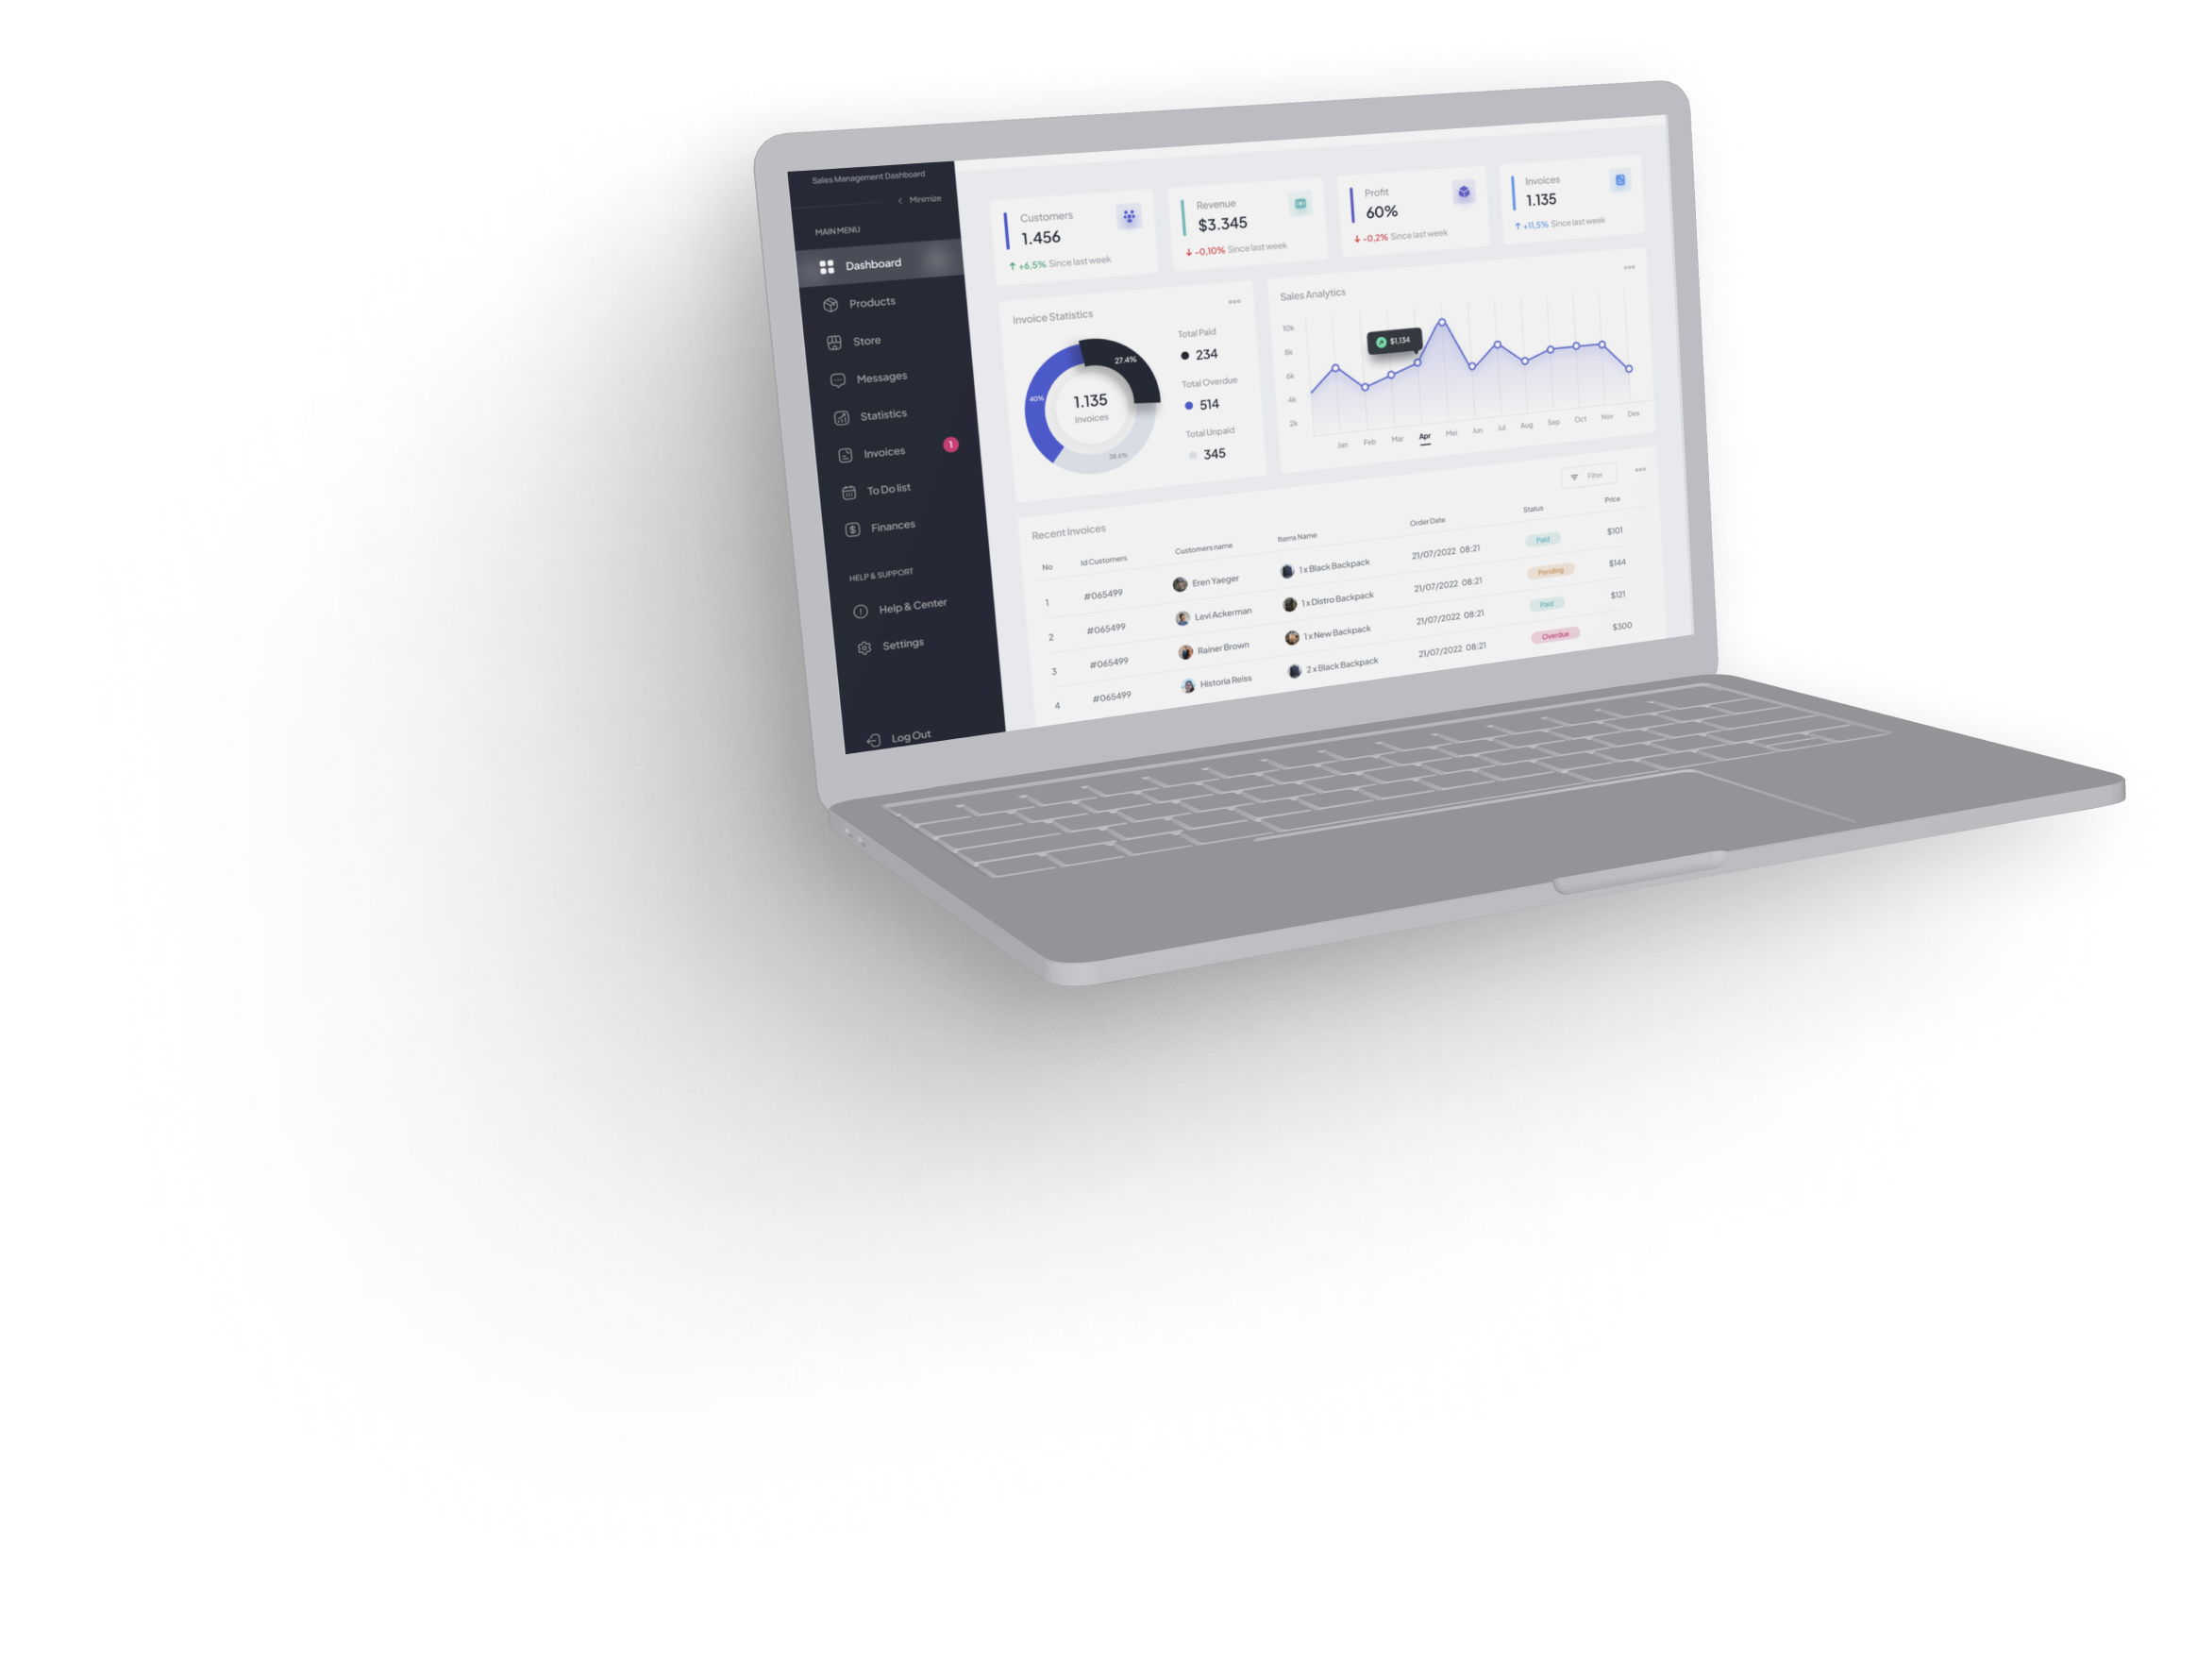 Sales Management Dashboard
Minimize
MAIN MENU
Dashboard
Products
Store
Messages
Statistics
Invoices 1
To Do list
Finances
HELP & SUPPORT
Help & Center
Settings
Log Out
Customers
1.456
+6,5% Since last week
Revenue
$3.345
-0,10% Since last week
Profit
60%
-0,2% Since last week
Invoices
1.135
+11,5% Since last week
Invoice Statistics
27.4%
40%
38.6%
1.135
Invoices
Total Paid
234
Total Overdue
514
Total Unpaid
345
Sales Analytics
10k
8k
6k
4k
2k
$1,134
Jan Feb Mar Apr Mei Jun Jul Aug Sep Oct Nov Des
Recent Invoices
Filter
No Id Customers Customers name Items Name Order Date Status Price
1 #065499 Eren Yaeger 1 x Black Backpack 21/07/2022 08:21 Paid $101
2 #065499 Levi Ackerman 1 x Distro Backpack 21/07/2022 08:21 Pending $144
3 #065499 Rainer Brown 1 x New Backpack 21/07/2022 08:21 Paid $121
4 #065499 Historia Reiss 2 x Black Backpack 21/07/2022 08:21 Overdue $300